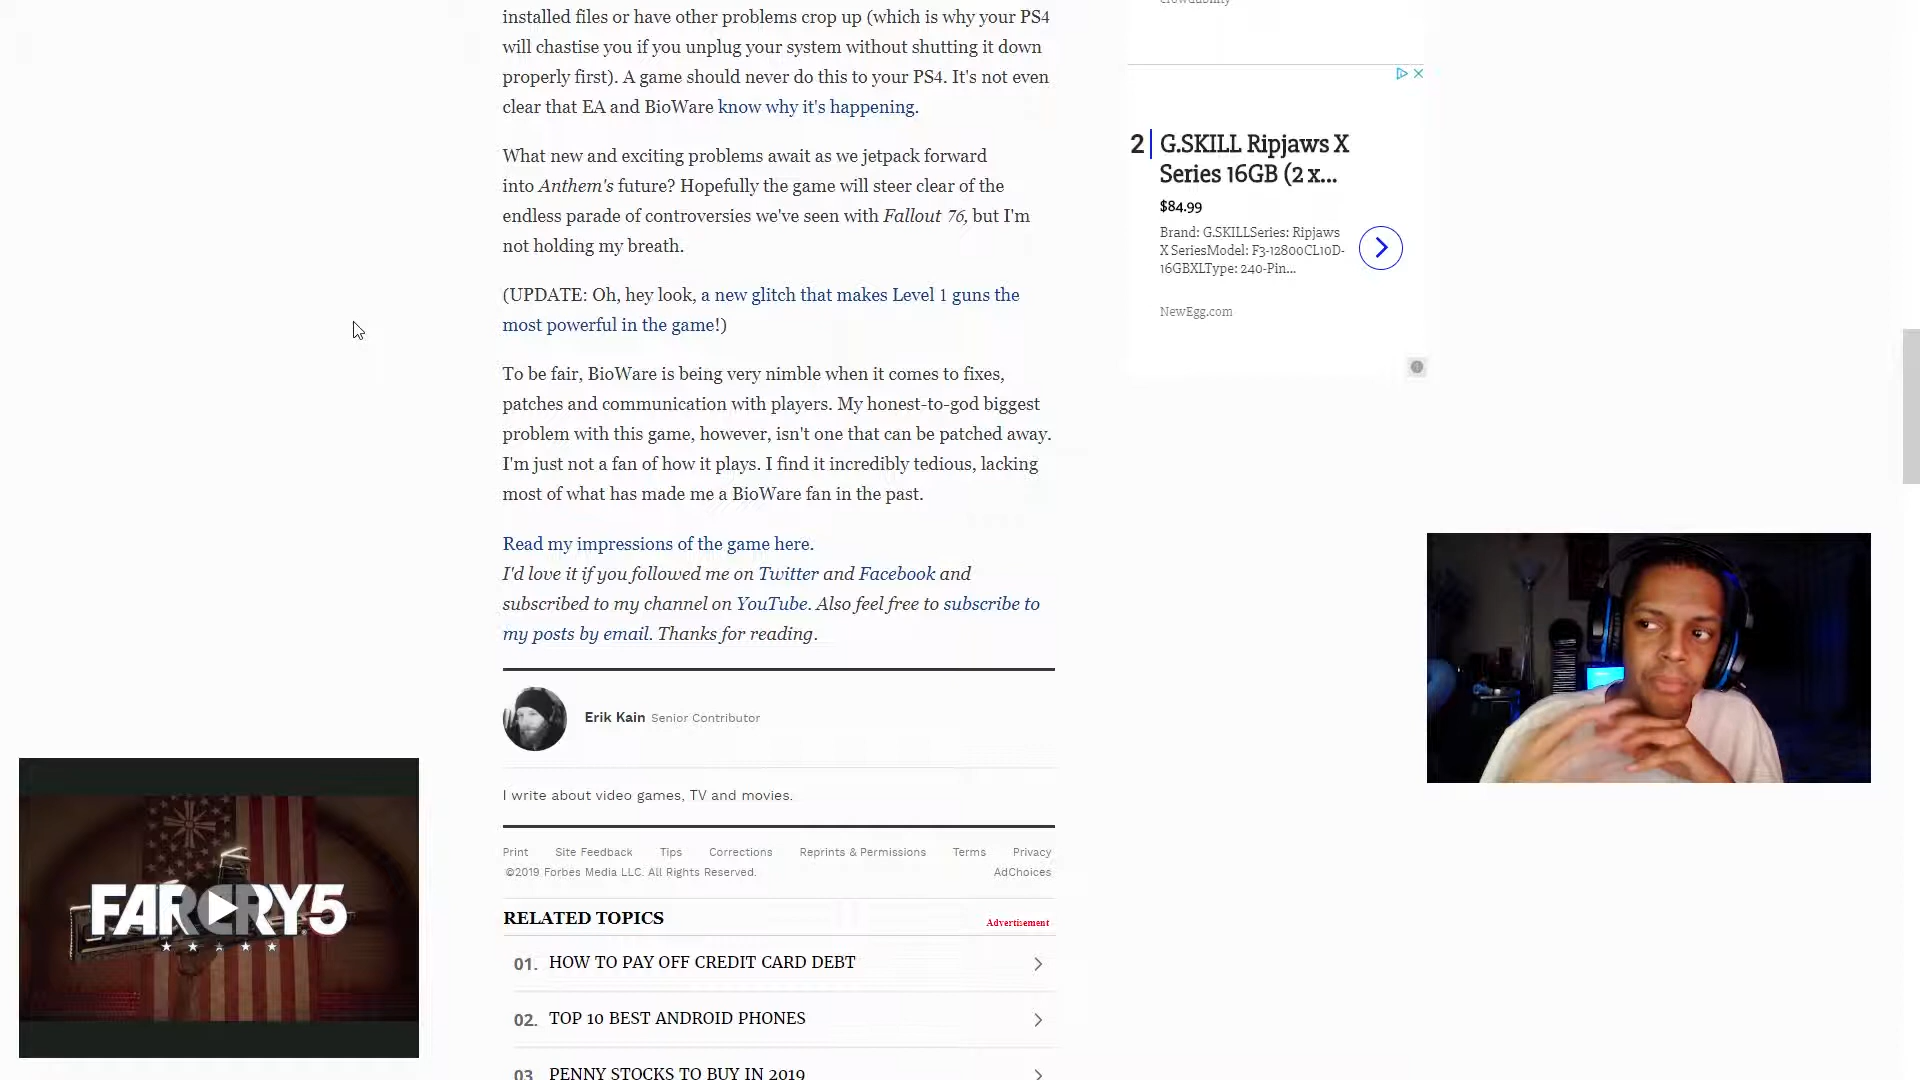 installed files or have other problems crop up (which is why your PS4
will chastise you if you unplug your system without shutting it down
properly first). A game should never do this to your PS4. It's not even
clear that EA and BioWare know why it's happening.
What new and exciting problems await as we jetpack forward
into Anthem's future? Hopefully the game will steer clear of the
endless parade of controversies we've seen with Fallout 76, but I'm
not holding my breath.
(UPDATE: Oh, hey look, a new glitch that makes Level 1 guns the
most powerful in the game!)
To be fair, BioWare is being very nimble when it comes to fixes,
patches and communication with players. My honest-to-god biggest
problem with this game, however, isn't one that can be patched away.
I'm just not a fan of how it plays. I find it incredibly tedious, lacking
most of what has made me a BioWare fan in the past.
Read my impressions of the game here.
I'd love it if you followed me on Twitter and Facebook and
subscribed to my channel on YouTube. Also feel free to subscribe to
my posts by email. Thanks for reading.
Erik Kain Senior Contributor
I write about video games, TV and movies.
Print Site Feedback Tips Corrections Reprints & Permissions Terms Privacy
©2019 Forbes Media LLC. All Rights Reserved. AdChoices
RELATED TOPICS Advertisement
01. HOW TO PAY OFF CREDIT CARD DEBT
02. TOP 10 BEST ANDROID PHONES
03. PENNY STOCKS TO BUY IN 2019
2 G.SKILL Ripjaws X
Series 16GB (2 x...
$84.99
Brand: G.SKILLSeries: Ripjaws
X SeriesModel: F3-12800CL10D-
16GBXLType: 240-Pin...
NewEgg.com
FARCRY5